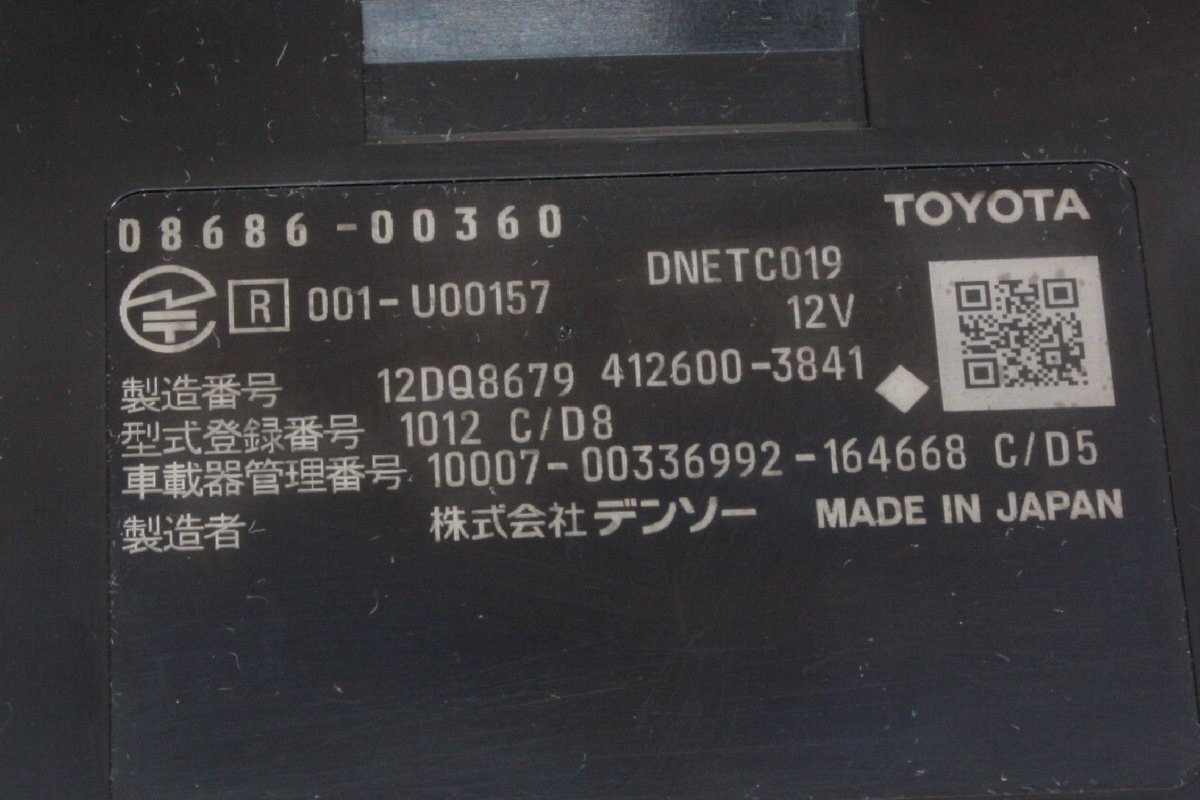 08686-00360 TOYOTA
DNETC019
R 001-U00157 12V
製造番号 12DQ8679 412600-3841
型式登録番号 1012 C/D8
車載器管理番号 10007-00336992-164668 C/D5
製造者 株式会社デンソー MADE IN JAPAN